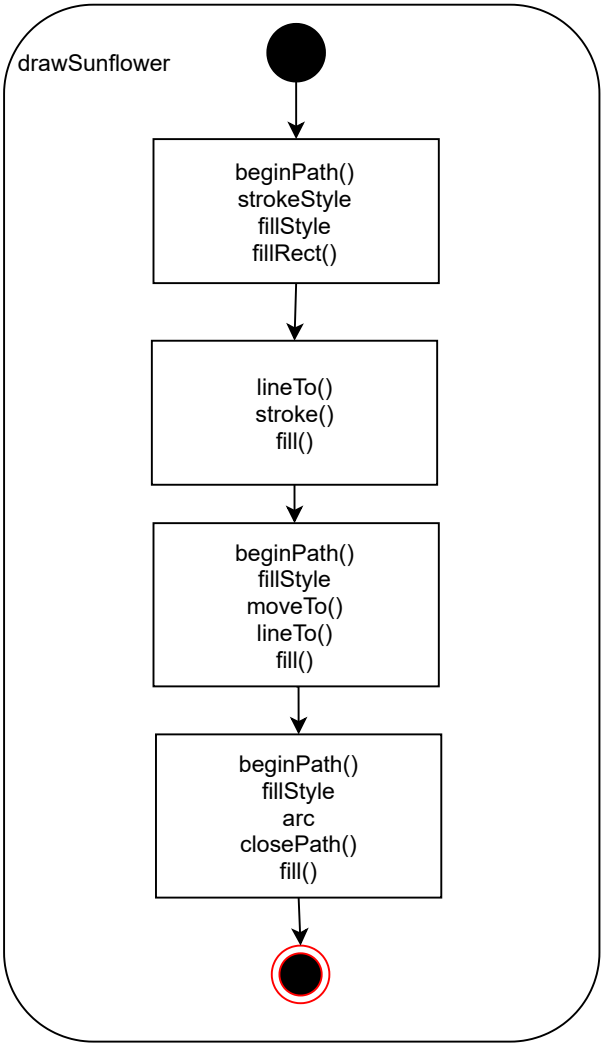 drawSunflower
beginPath()
strokeStyle
fillStyle
fillRect()
lineTo()
stroke()
fill()
beginPath()
fillStyle
moveTo()
lineTo()
fill()
beginPath()
fillStyle
arc
closePath()
fill()